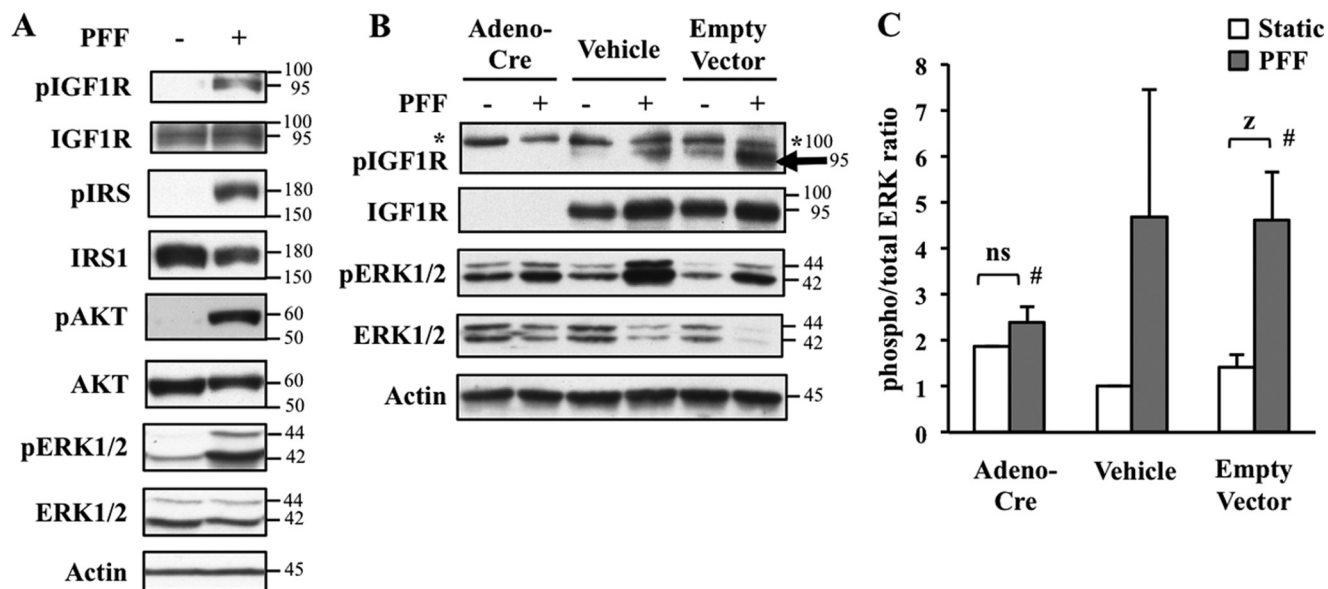 A
PFF - +
pIGF1R 100 95
IGF1R 100 95
pIRS 180 150
IRS1 180 150
pAKT 60 50
AKT 60 50
pERK1/2 44 42
ERK1/2 44 42
Actin 45
B
Adeno-Cre Vehicle Empty Vector
PFF - + - + - +
* * 100
pIGF1R 95
IGF1R 100 95
pERK1/2 44 42
ERK1/2 44 42
Actin 45
C
Static
PFF
phospho/total ERK ratio
8
7
6
5
4
3
2
1
0
ns # z #
Adeno-Cre Vehicle Empty Vector